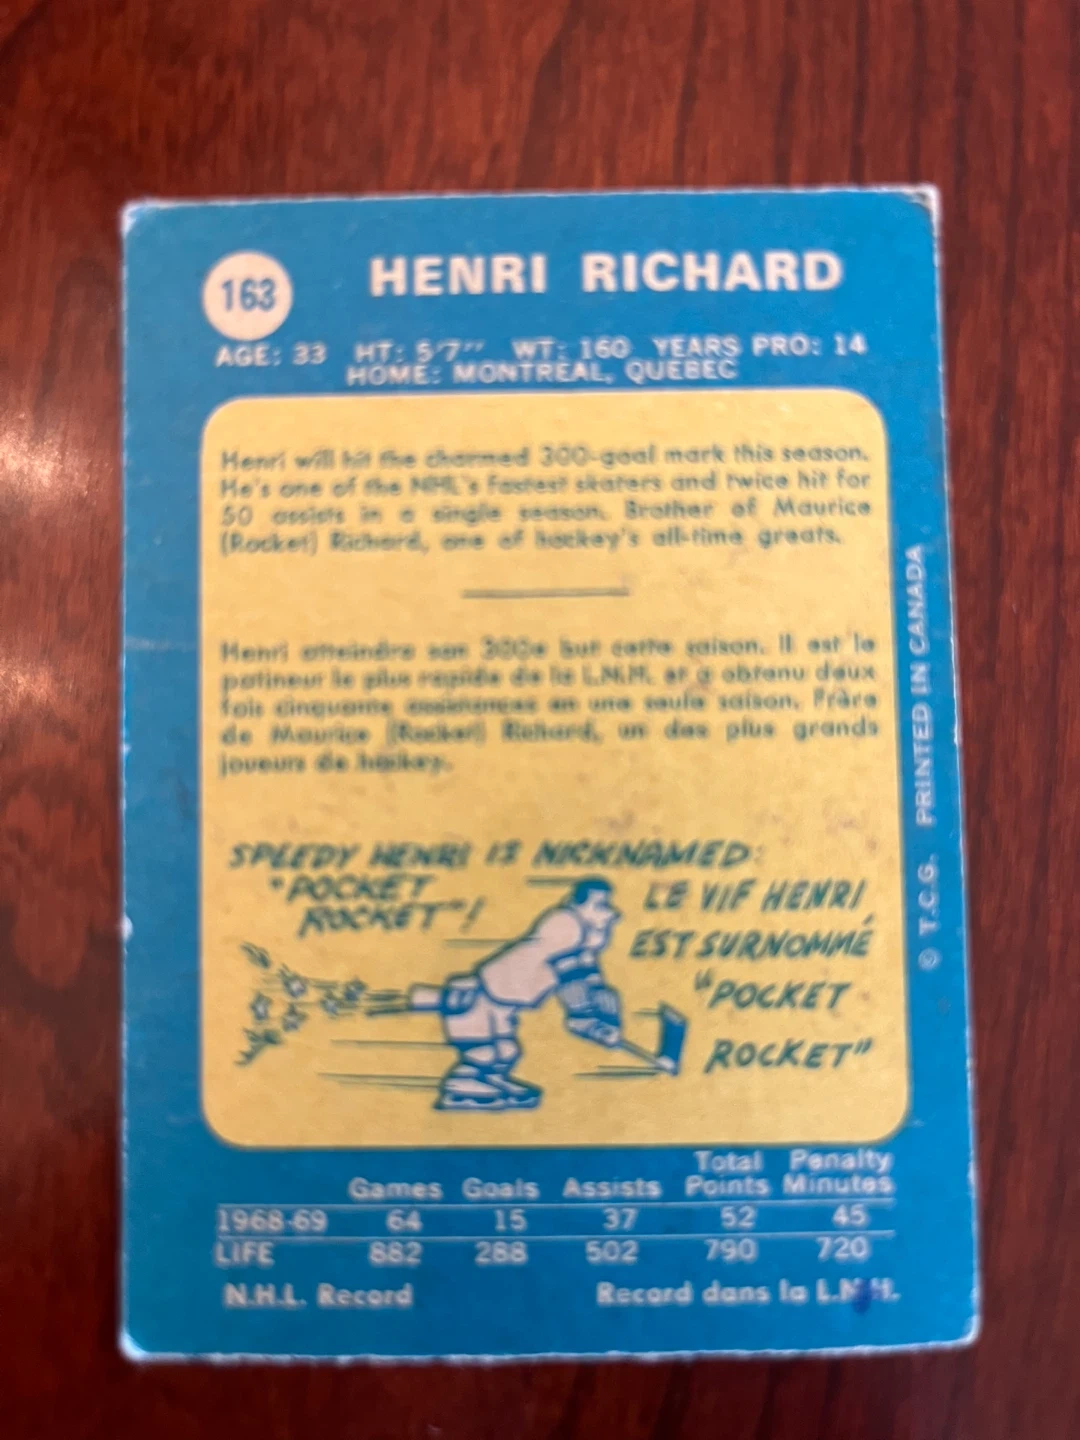 163
HENRI RICHARD
AGE: 33 HT: 5'7" WT: 160 YEARS PRO: 14
HOME: MONTREAL, QUEBEC
Henri will hit the charmed 300-goal mark this season.
He's one of the NHL's fastest skaters and twice hit for
50 assists in a single season. Brother of Maurice
(Rocket) Richard, one of hockey's all-time greats.
Henri atteindra son 300e but cette saison. Il est le
patineur le plus rapide de la L.N.H. et a obtenu deux
fois cinquante assistances en une seule saison. Frère
de Maurice (Rocket) Richard, un des plus grands
joueurs de hockey.
SPEEDY HENRI IS NICKNAMED:
"POCKET
ROCKET"!
LE VIF HENRI
EST SURNOMMÉ
"POCKET
ROCKET"
© T.C.G. PRINTED IN CANADA
Total Penalty
Games Goals Assists Points Minutes
1968-69 64 15 37 52 45
LIFE 882 288 502 790 720
N.H.L. Record Record dans la L.N.H.